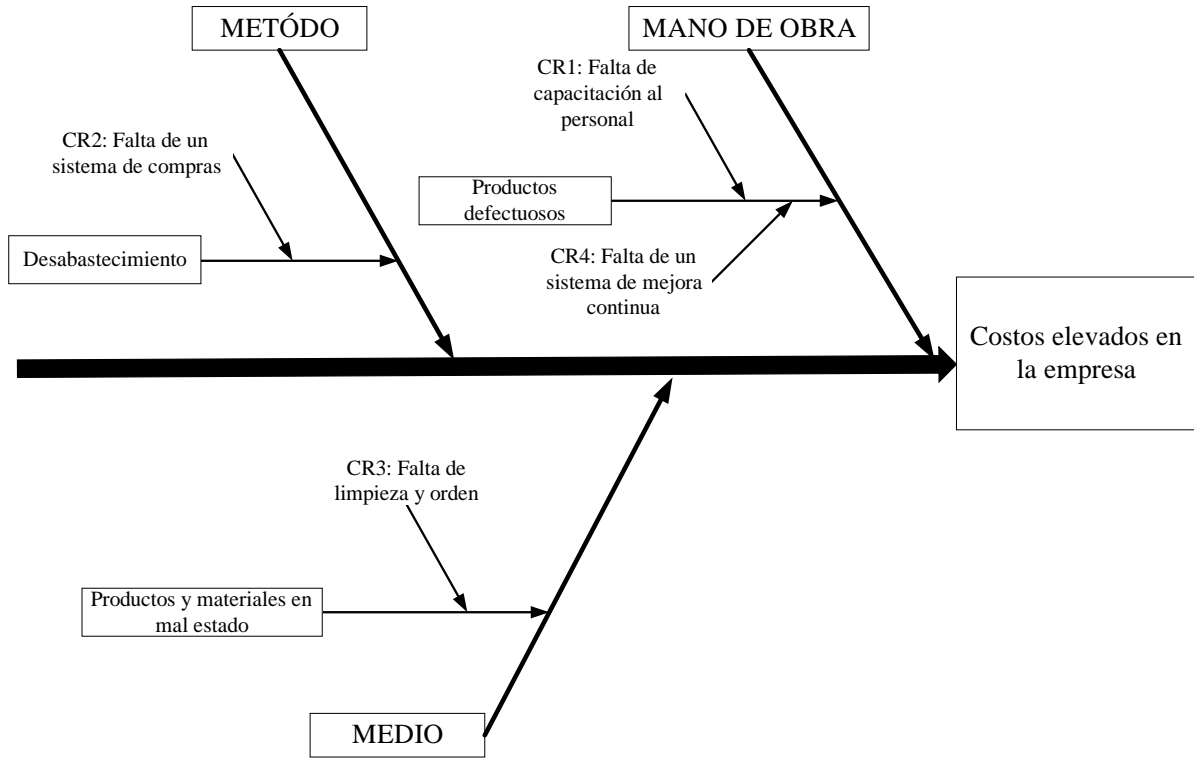 METÓDO
MANO DE OBRA
CR1: Falta de
capacitación al
personal
CR2: Falta de un
sistema de compras
Productos
defectuosos
Desabastecimiento
CR4: Falta de un
sistema de mejora
continua
Costos elevados en
la empresa
CR3: Falta de
limpieza y orden
Productos y materiales en
mal estado
MEDIO